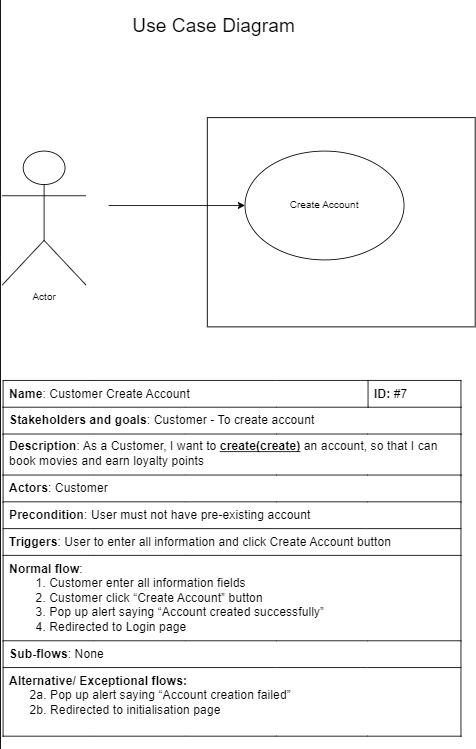 Use Case Diagram
Create Account
Actor
Name: Customer Create Account
ID: #7
Stakeholders and goals: Customer - To create account
Description: As a Customer, I want to create(create) an account, so that I can
book movies and earn loyalty points
Actors: Customer
Precondition: User must not have pre-existing account
Triggers: User to enter all information and click Create Account button
Normal flow:
1. Customer enter all information fields
2. Customer click “Create Account” button
3. Pop up alert saying “Account created successfully”
4. Redirected to Login page
Sub-flows: None
Alternative/ Exceptional flows:
2a. Pop up alert saying “Account creation failed”
2b. Redirected to initialisation page